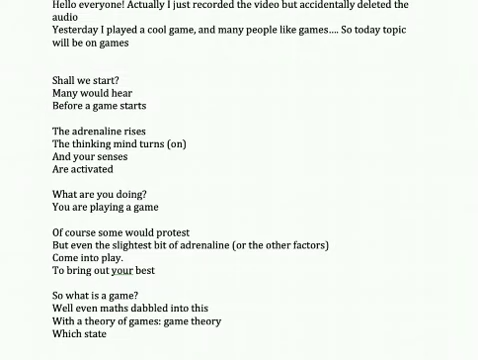 Hello everyone! Actually I just recorded the video but accidentally deleted the
audio
Yesterday I played a cool game, and many people like games.... So today topic
will be on games
Shall we start?
Many would hear
Before a game starts
The adrenaline rises
The thinking mind turns (on)
And your senses
Are activated
What are you doing?
You are playing a game
Of course some would protest
But even the slightest bit of adrenaline (or the other factors)
Come into play.
To bring out your best
So what is a game?
Well even maths dabbled into this
With a theory of games: game theory
Which state